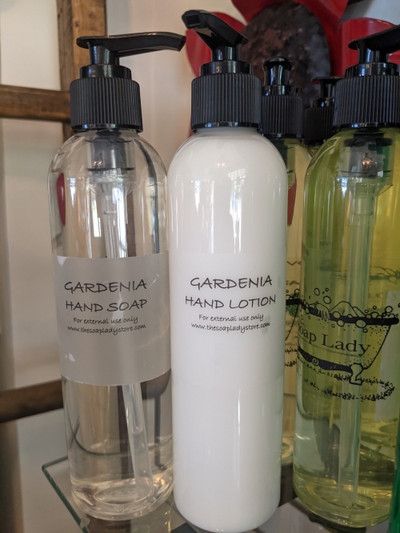 GARDENIA
HAND SOAP
For external use only
www.thesoapladystore.com
GARDENIA
HAND LOTION
For external use only
www.thesoapladystore.com
Lady